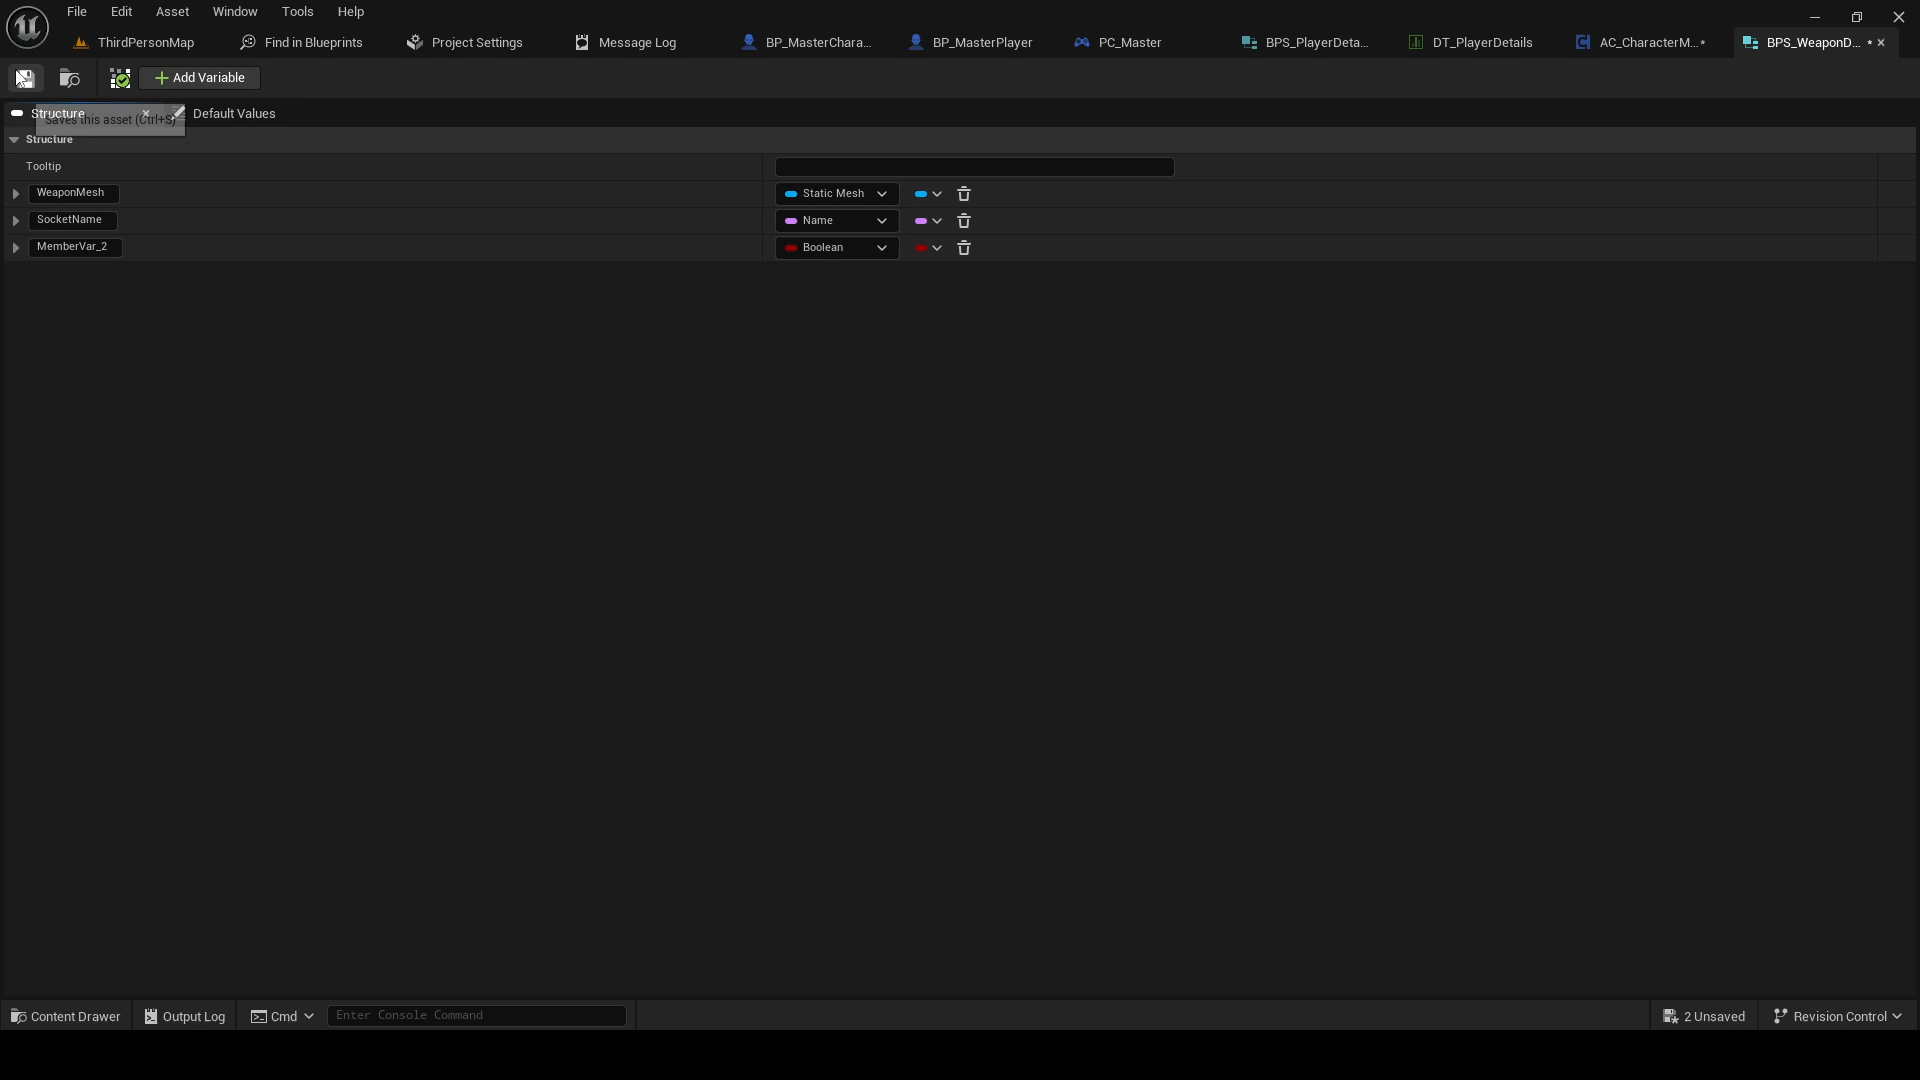 File Edit Asset Window Tools Help
ThirdPersonMap Find in Blueprints Project Settings Message Log BP_MasterChara... BP_MasterPlayer PC_Master BPS_PlayerDeta... DT_PlayerDetails AC_CharacterM...* BPS_WeaponD... *
Add Variable
Structure Default Values
Saves this asset (Ctrl+S)
Structure
Tooltip
WeaponMesh Static Mesh
SocketName Name
MemberVar_2 Boolean
Content Drawer Output Log Cmd Enter Console Command 2 Unsaved Revision Control